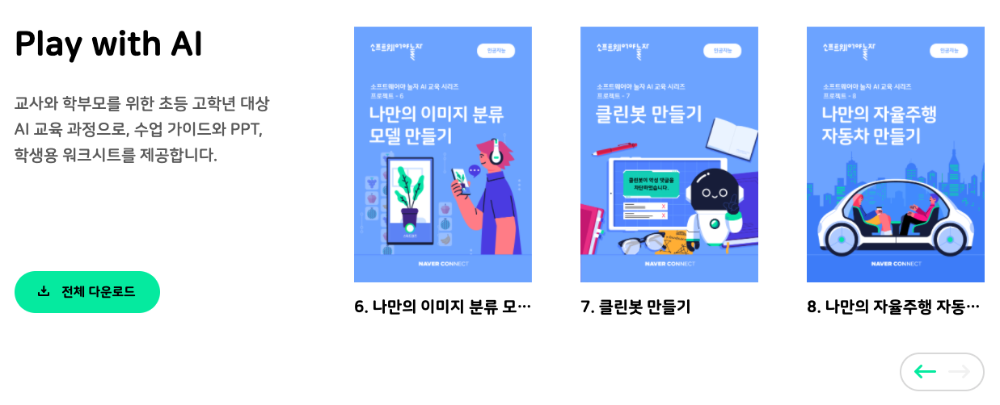 Play with AI
교사와 학부모를 위한 초등 고학년 대상
AI 교육 과정으로, 수업 가이드와 PPT,
학생용 워크시트를 제공합니다.
전체 다운로드
소프트웨어야 놀자
인공지능
소프트웨어야 놀자 AI 교육 시리즈
프로젝트 - 6
나만의 이미지 분류
모델 만들기
NAVER CONNECT
6. 나만의 이미지 분류 모…
소프트웨어야 놀자
인공지능
소프트웨어야 놀자 AI 교육 시리즈
프로젝트 - 7
클린봇 만들기
클린봇이 악성 댓글을
차단하였습니다.
X
X
NAVER CONNECT
7. 클린봇 만들기
소프트웨어야 놀자
인공지능
소프트웨어야 놀자 AI 교육 시리즈
프로젝트 - 8
나만의 자율주행
자동차 만들기
NAVER CONNECT
8. 나만의 자율주행 자동…